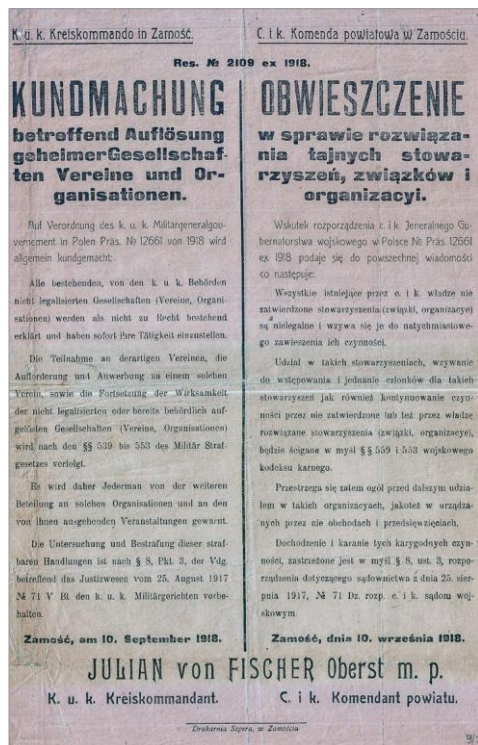 K. u. k. Kreiskommando in Zamość.
C. i k. Komenda powiatowa w Zamościu.
Res. № 2109 ex 1918.
KUNDMACHUNG
betreffend Auflösung
geheimer Gesellschaf-
ten Vereine und Or-
ganisationen.
Auf Verordnung des k. u. k. Militärgeneralgou-
vernement in Polen Präs. № 12661 von 1918 wird
allgemein kundgemacht:
Alle bestehenden, von den k. u. k. Behörden
nicht legalisierten Gesellschaften (Vereine, Organi-
sationen) werden als nicht zu Recht bestehend
erklärt und haben sofort ihre Tätigkeit einzustellen.
Die Teilnahme an derartigen Vereinen, die
Aufforderung und Anwerbung zu einem solchen
Verein, sowie die Fortsetzung der Wirksamkeit
der nicht legalisierten oder bereits behördlich auf-
gelösten Gesellschaften (Vereine, Organisationen)
wird nach den §§ 539 bis 553 des Militär Straf-
gesetzes verfolgt.
Es wird daher Jederman von der weiteren
Beteilung an solchen Organisationen und an den
von ihnen ausgehenden Veranstaltungen gewarnt.
Die Untersuchung und Bestrafung dieser straf-
baren Handlungen ist nach § 8, Pkt. 3, der Vdg.
betreffend das Justizwesen vom 25. August 1917
№ 71 V. Bl. den k. u. k. Militärgerichten vorbe-
halten.
Zamość, am 10. September 1918.
OBWIESZCZENIE
w sprawie rozwiąza-
nia tajnych stowa-
rzyszeń, związków i
organizacyi.
Wskutek rozporządzenia c. i k. Jeneralnego Gu-
bernatorstwa wojskowego w Polsce № Präs. 12661
ex 1918 podaje się do powszechnej wiadomości
co następuje:
Wszystkie istniejące przez c. i k. władze nie
zatwierdzone stowarzyszenia (związki, organizacye)
są nielegalne i wzywa się je do natychmiastowe-
go zawieszenia ich czynności.
Udział w takich stowarzyszeniach, wzywanie
do wstępowania i jednanie członków dla takich
stowarzyszeń jak również kontynuowanie czyn-
ności przez nie zatwierdzone lub też przez władzę
rozwiązane stowarzyszenia (związki, organizacye),
będzie ścigane w myśl § § 559 i 553 wojskowego
kodeksu karnego.
Przestrzega się zatem ogół przed dalszym udzia-
łem w takich organizacyach, jakoteż w urządza-
nych przez nie obchodach i przedsięwzięciach.
Dochodzenie i karanie tych karygodnych czyn-
ności, zastrzeżone jest w myśl § 8, ust. 3, rozpo-
rządzenia dotyczącego sądownictwa z dnia 25. sier-
pnia 1917, № 71 Dz. rozp. c. i k. sądom woj-
skowym.
Zamość, dnia 10. września 1918.
JULIAN von FISCHER Oberst m. p.
K. u. k. Kreiskommandant.
C. i k. Komendant powiatu.
Drukarnia Szpera, w Zamościu